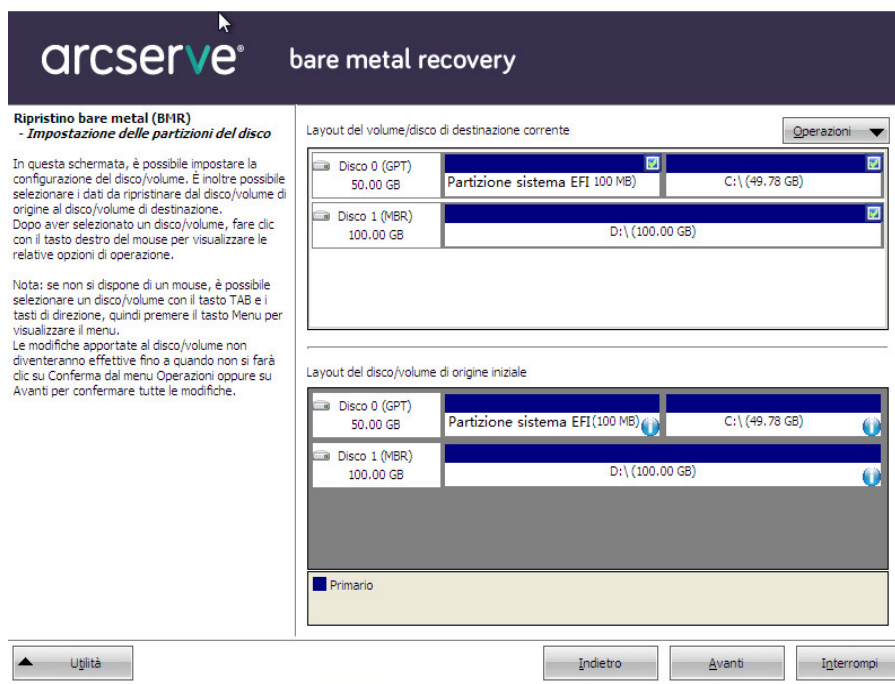 arcserve®
bare metal recovery
Ripristino bare metal (BMR)
- Impostazione delle partizioni del disco
In questa schermata, è possibile impostare la
configurazione del disco/volume. È inoltre possibile
selezionare i dati da ripristinare dal disco/volume di
origine al disco/volume di destinazione.
Dopo aver selezionato un disco/volume, fare clic
con il tasto destro del mouse per visualizzare le
relative opzioni di operazione.
Nota: se non si dispone di un mouse, è possibile
selezionare un disco/volume con il tasto TAB e i
tasti di direzione, quindi premere il tasto Menu per
visualizzare il menu.
Le modifiche apportate al disco/volume non
diventeranno effettive fino a quando non si farà
clic su Conferma dal menu Operazioni oppure su
Avanti per confermare tutte le modifiche.
Layout del volume/disco di destinazione corrente
Operazioni
Disco 0 (GPT)
50.00 GB
Partizione sistema EFI 100 MB)
C:\ (49.78 GB)
Disco 1 (MBR)
100.00 GB
D:\ (100.00 GB)
Layout del disco/volume di origine iniziale
Disco 0 (GPT)
50.00 GB
Partizione sistema EFI(100 MB)
C:\ (49.78 GB)
Disco 1 (MBR)
100.00 GB
D:\ (100.00 GB)
Primario
Utilità
Indietro
Avanti
Interrompi